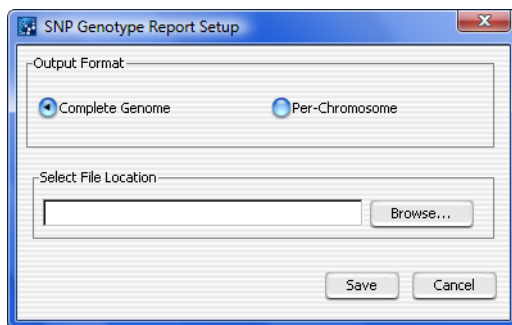 SNP Genotype Report Setup
Output Format
Complete Genome
Per-Chromosome
Select File Location
Browse...
Save
Cancel